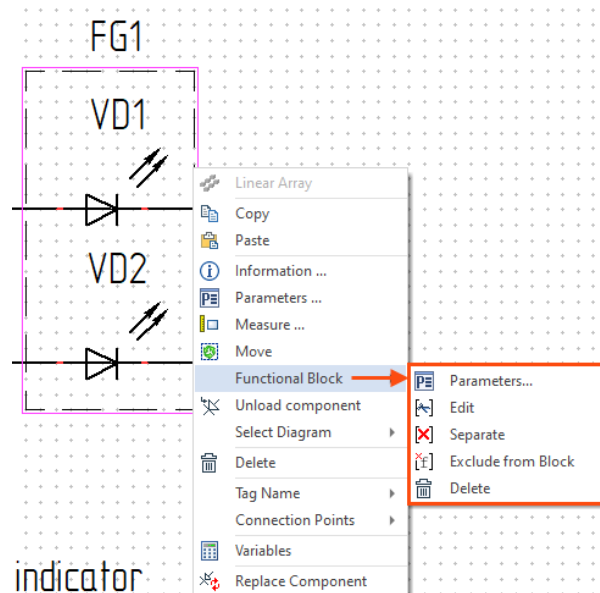 FG1
VD1
VD2
indicator
Linear Array
Copy
Paste
Information ...
Parameters ...
Measure ...
Move
Functional Block
Unload component
Select Diagram
Delete
Tag Name
Connection Points
Variables
Replace Component
Parameters...
Edit
Separate
Exclude from Block
Delete